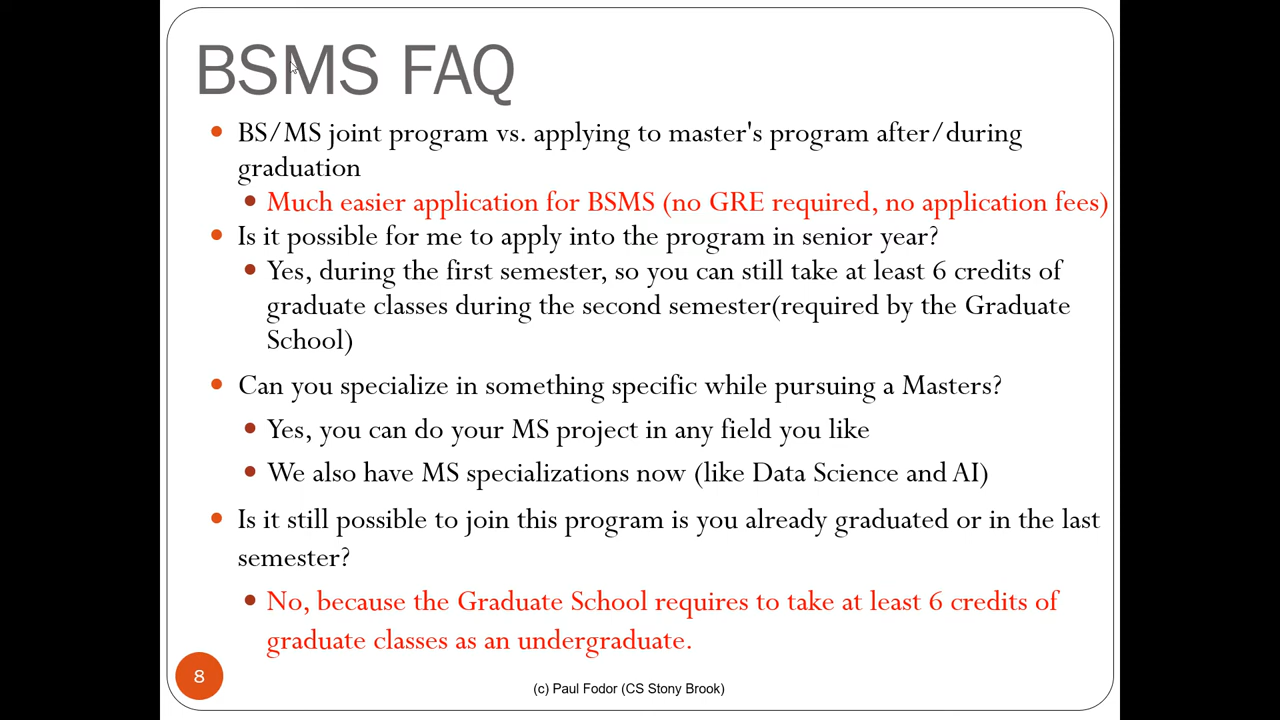 BSMS FAQ
BS/MS joint program vs. applying to master's program after/during
graduation
Much easier application for BSMS (no GRE required, no application fees)
Is it possible for me to apply into the program in senior year?
Yes, during the first semester, so you can still take at least 6 credits of
graduate classes during the second semester(required by the Graduate
School)
Can you specialize in something specific while pursuing a Masters?
Yes, you can do your MS project in any field you like
We also have MS specializations now (like Data Science and AI)
Is it still possible to join this program is you already graduated or in the last
semester?
No, because the Graduate School requires to take at least 6 credits of
graduate classes as an undergraduate.
8
(c) Paul Fodor (CS Stony Brook)